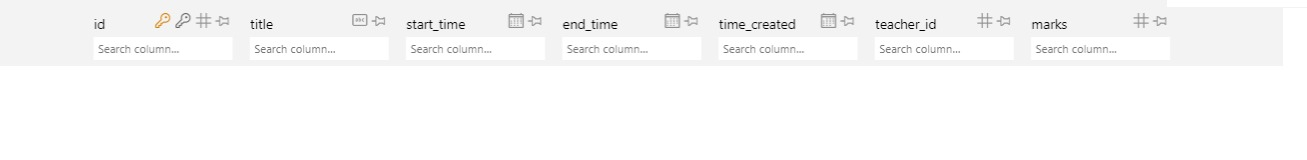 id title start_time end_time time_created teacher_id marks
Search column... Search column... Search column... Search column... Search column... Search column... Search column...